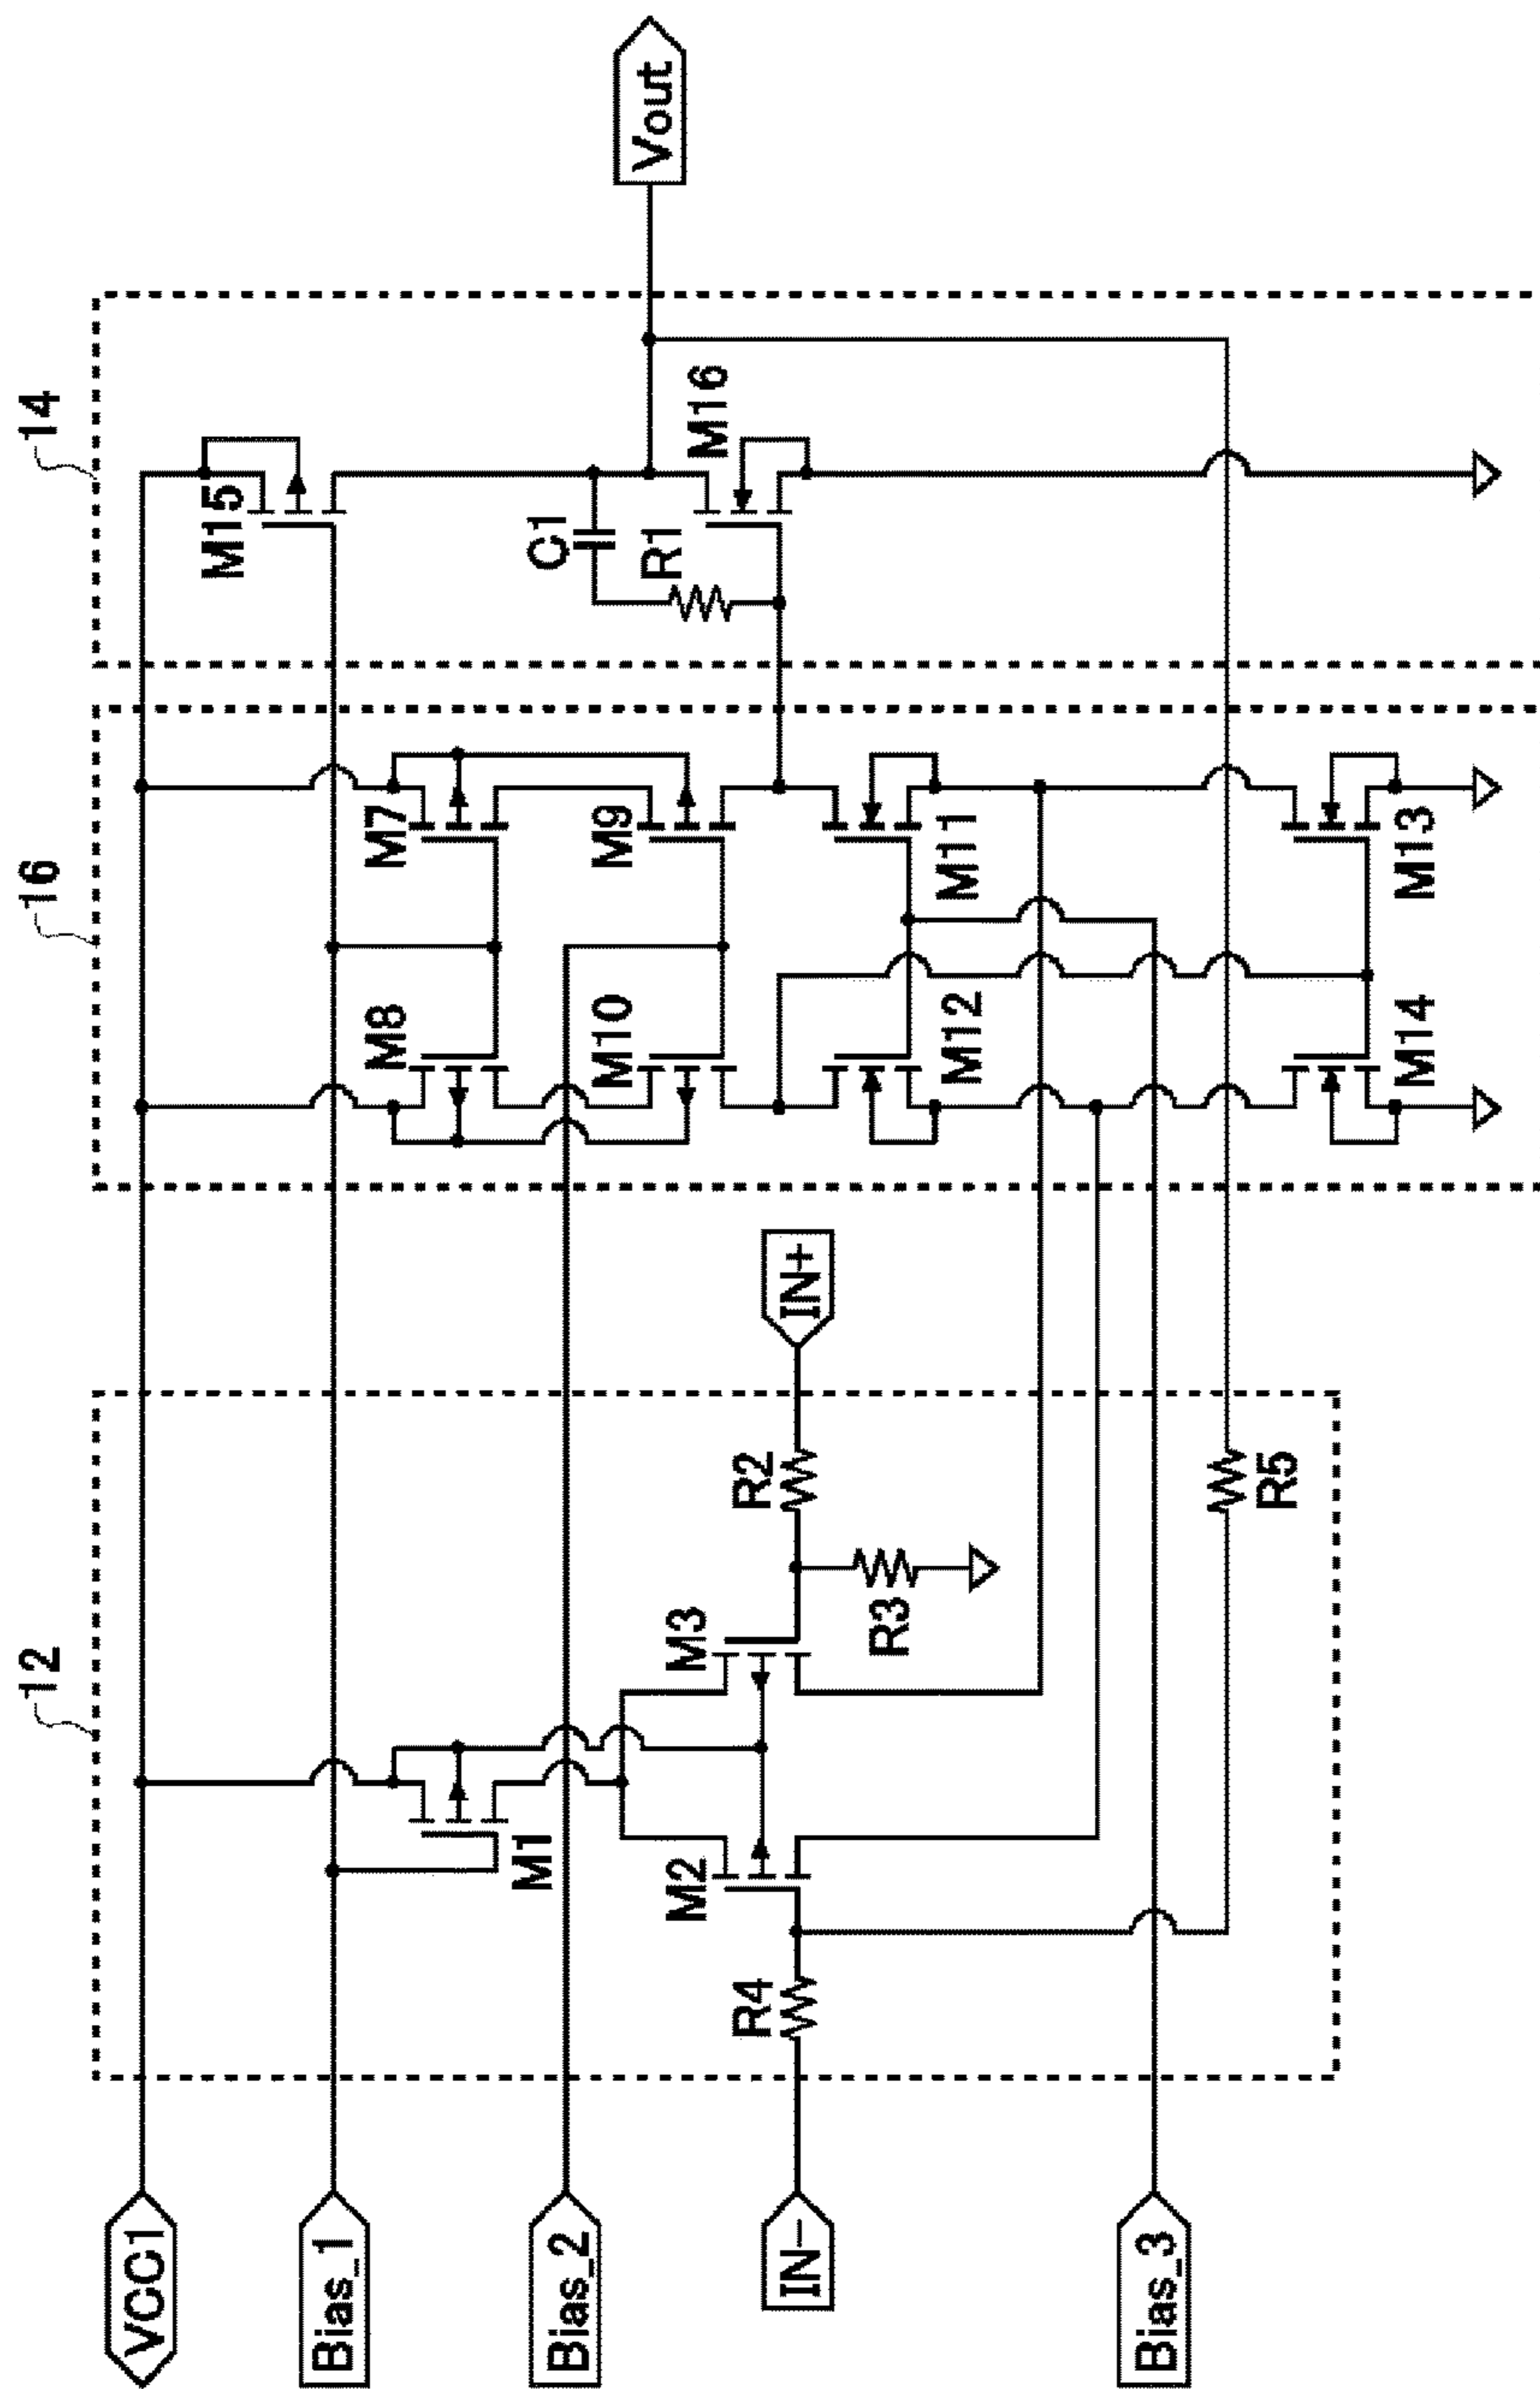 12
16
14
VCC1
Bias_1
Bias_2
IN−
Bias_3
M1
M2
M3
R4
R2
IN+
R3
R5
M8
M7
M10
M9
M12
M11
M14
M13
M15
C1
R1
M16
Vout